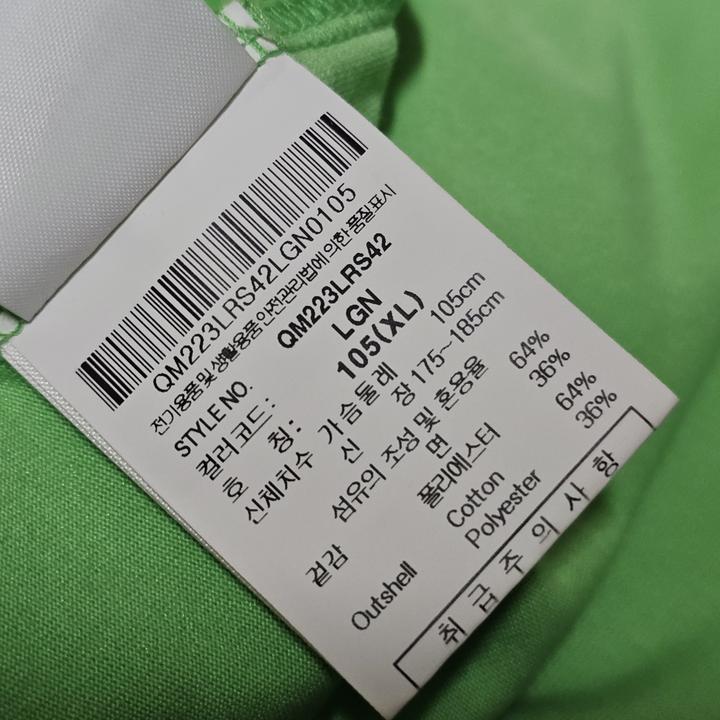 QM223LRS42LGN0105
전기용품 및 생활용품 안전관리법에 의한 품질표시
STYLE NO. QM223LRS42
컬러 코드 : LGN
호 칭 : 105(XL)
신체치수 가슴둘레 105cm
신 장 175~185cm
섬유의 조성 및 혼용율
겉감 면 64%
폴리에스터 36%
Outshell Cotton 64%
Polyester 36%
취 급 주 의 사 항